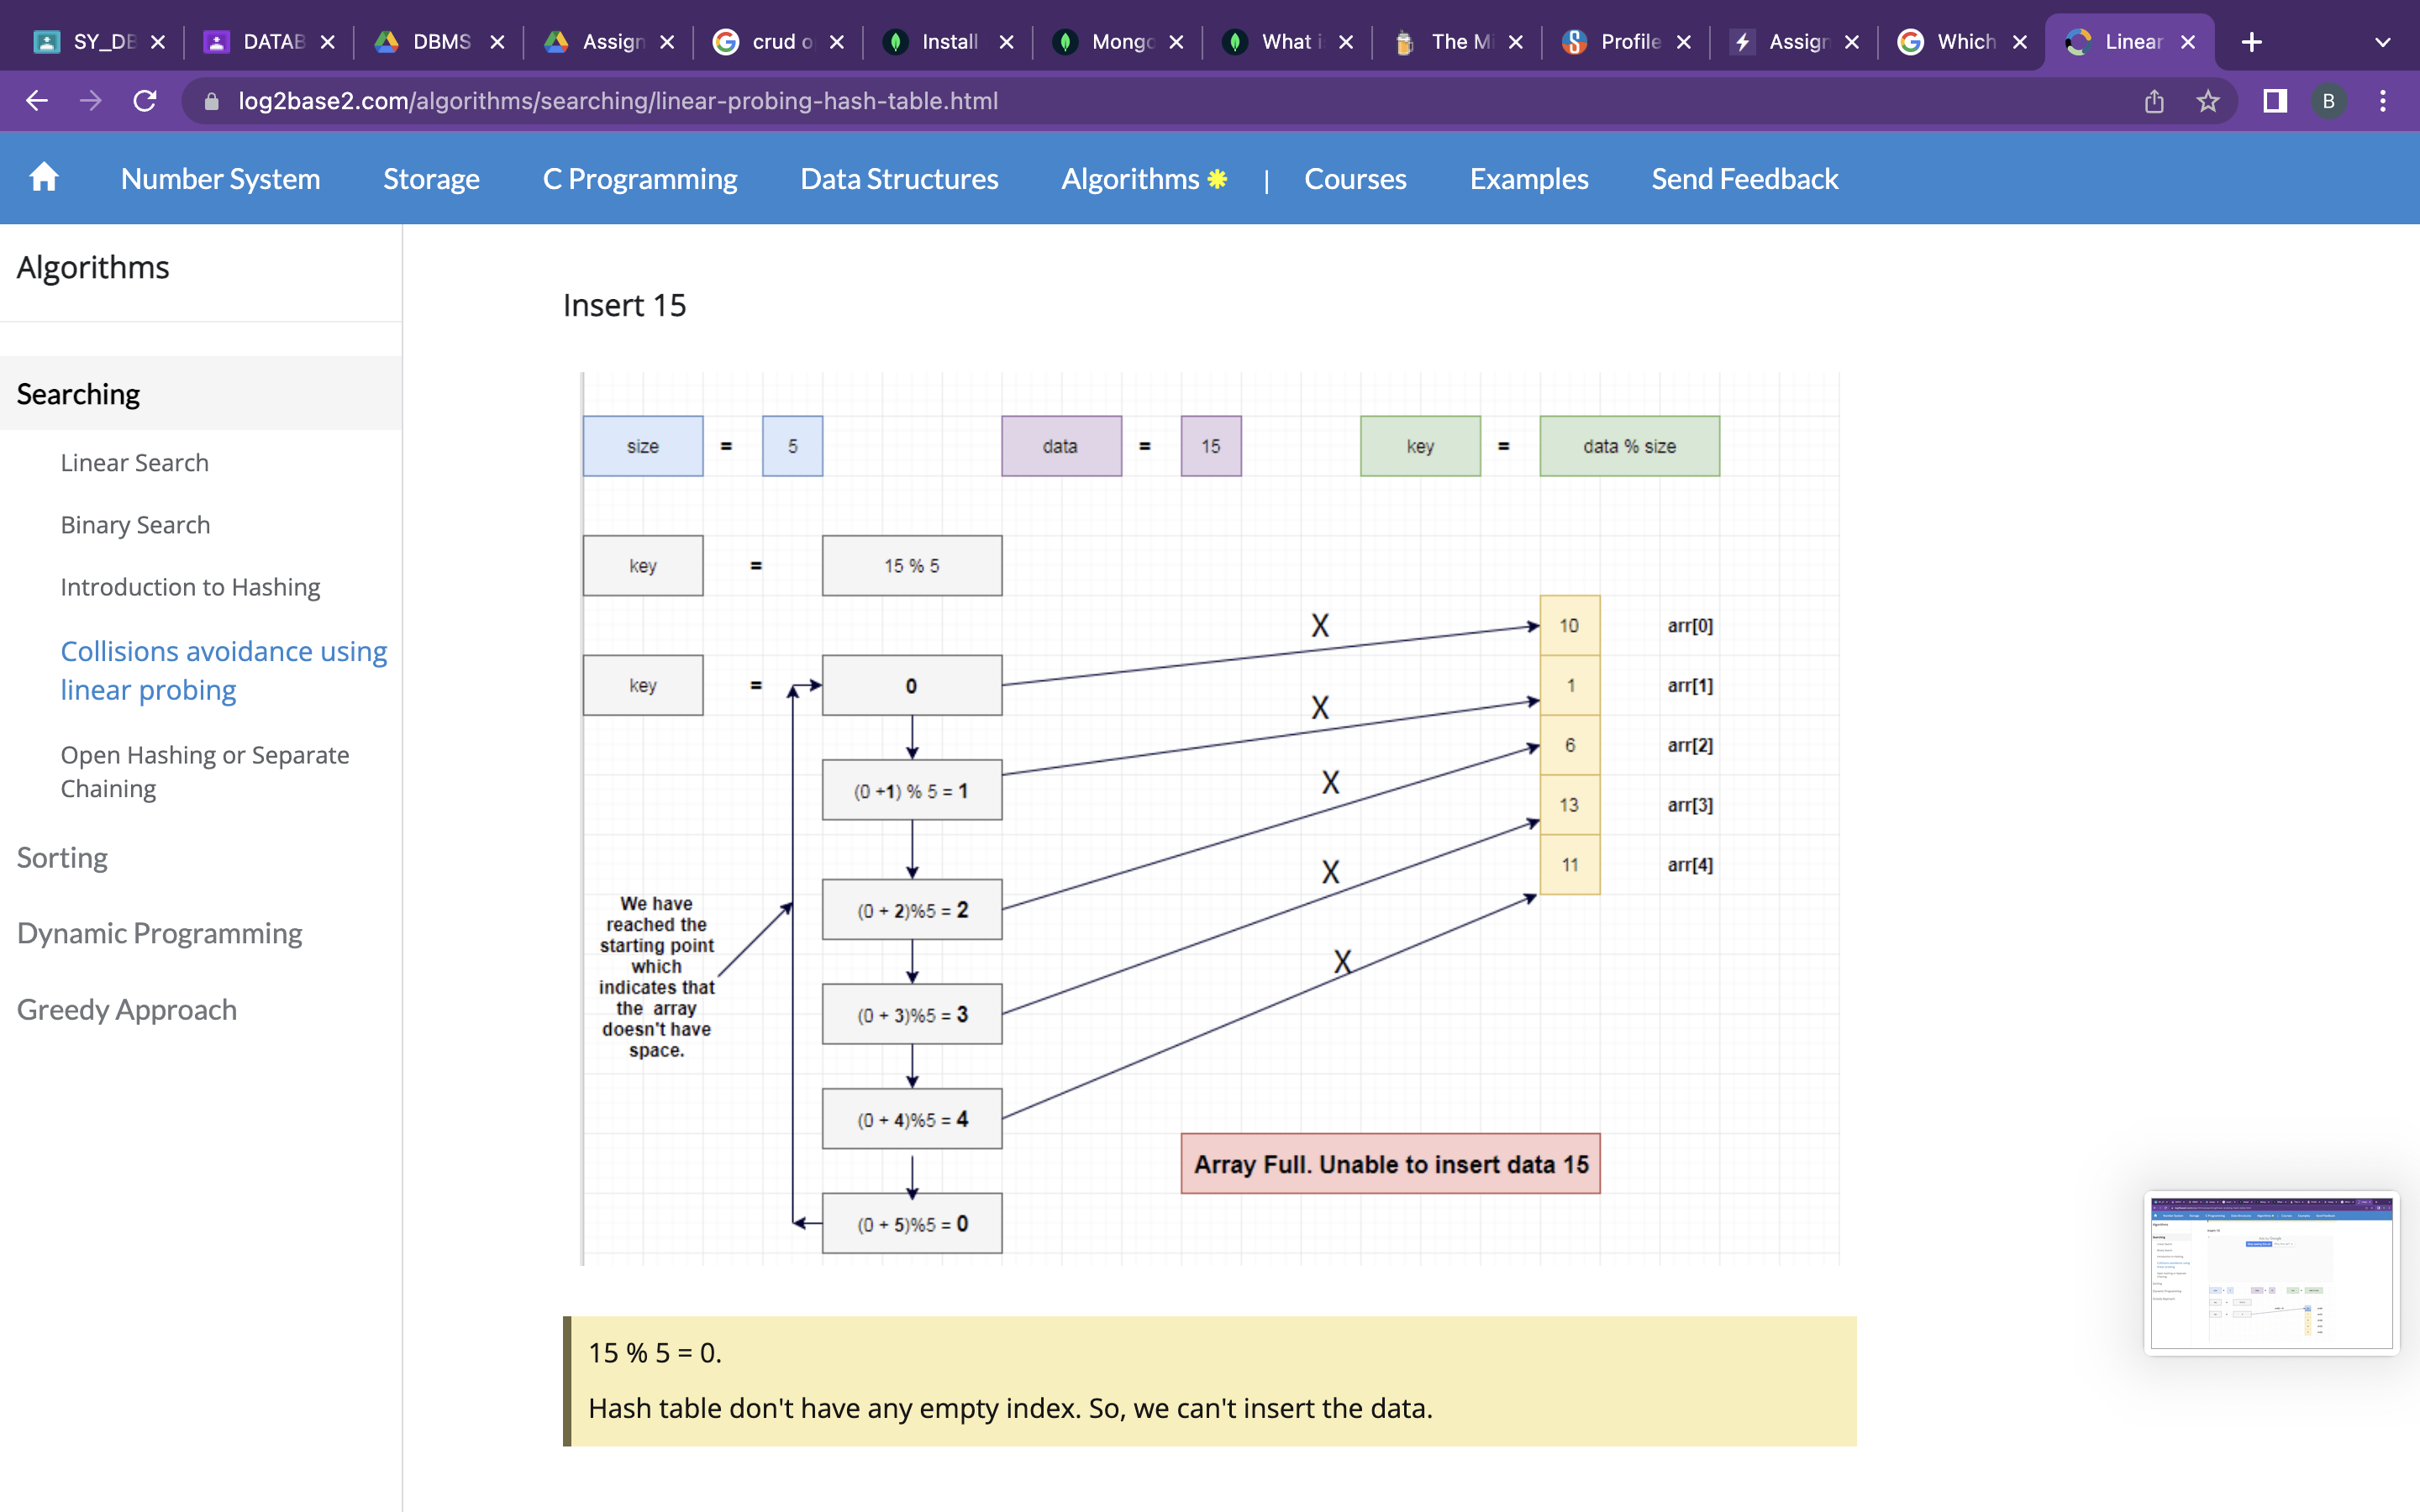 SY_DB
DATAB
DBMS
Assign
crud o
Install
Mongo
What i
The Mi
Profile
Assign
Which
Linear
log2base2.com/algorithms/searching/linear-probing-hash-table.html
B
Number System
Storage
C Programming
Data Structures
Algorithms
|
Courses
Examples
Send Feedback
Algorithms
Searching
Linear Search
Binary Search
Introduction to Hashing
Collisions avoidance using
linear probing
Open Hashing or Separate
Chaining
Sorting
Dynamic Programming
Greedy Approach
Insert 15
size = 5
data = 15
key = data % size
key = 15 % 5
key = 0
(0 +1) % 5 = 1
(0 + 2)%5 = 2
(0 + 3)%5 = 3
(0 + 4)%5 = 4
(0 + 5)%5 = 0
We have
reached the
starting point
which
indicates that
the array
doesn't have
space.
X
X
X
X
X
10 arr[0]
1 arr[1]
6 arr[2]
13 arr[3]
11 arr[4]
Array Full. Unable to insert data 15
15 % 5 = 0.
Hash table don't have any empty index. So, we can't insert the data.